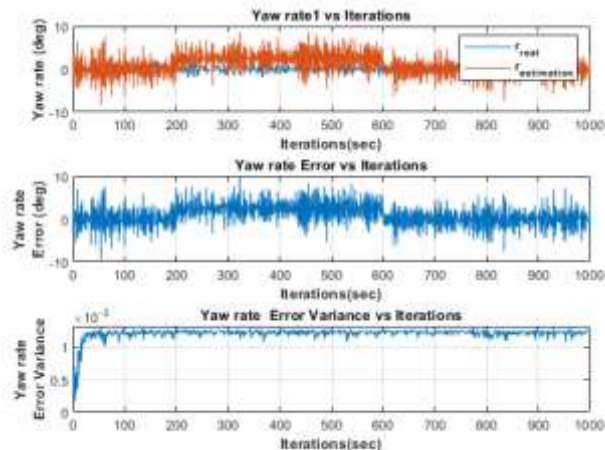 Yaw rate1 vs Iterations
Yaw rate (deg)
10
0
-10
r_real
r_estimation
0 100 200 300 400 500 600 700 800 900 1000
Iterations(sec)
Yaw rate Error vs Iterations
Yaw rate
Error (deg)
10
0
-10
0 100 200 300 400 500 600 700 800 900 1000
Iterations(sec)
Yaw rate Error Variance vs Iterations
Yaw rate
Error Variance
1
0.5
0
0 100 200 300 400 500 600 700 800 900 1000
Iterations(sec)